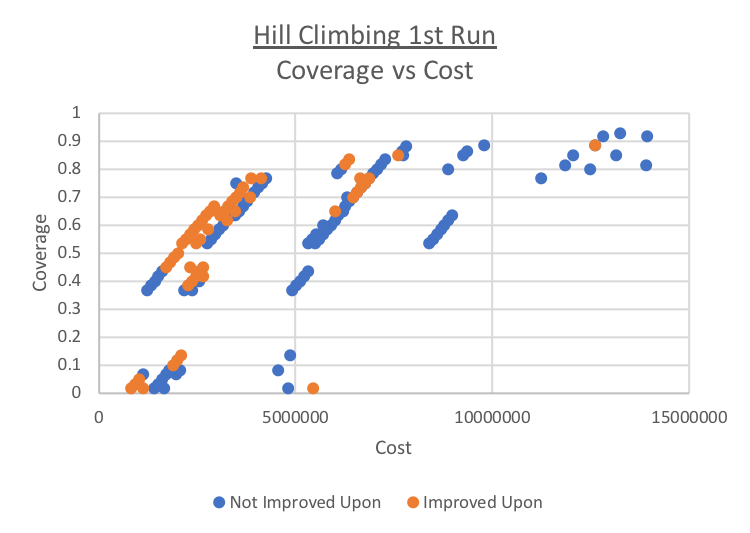 Hill Climbing 1st Run
Coverage vs Cost
1
0.9
0.8
0.7
0.6
0.5
0.4
0.3
0.2
0.1
0
Coverage
0 5000000 10000000 15000000
Cost
Not Improved Upon Improved Upon